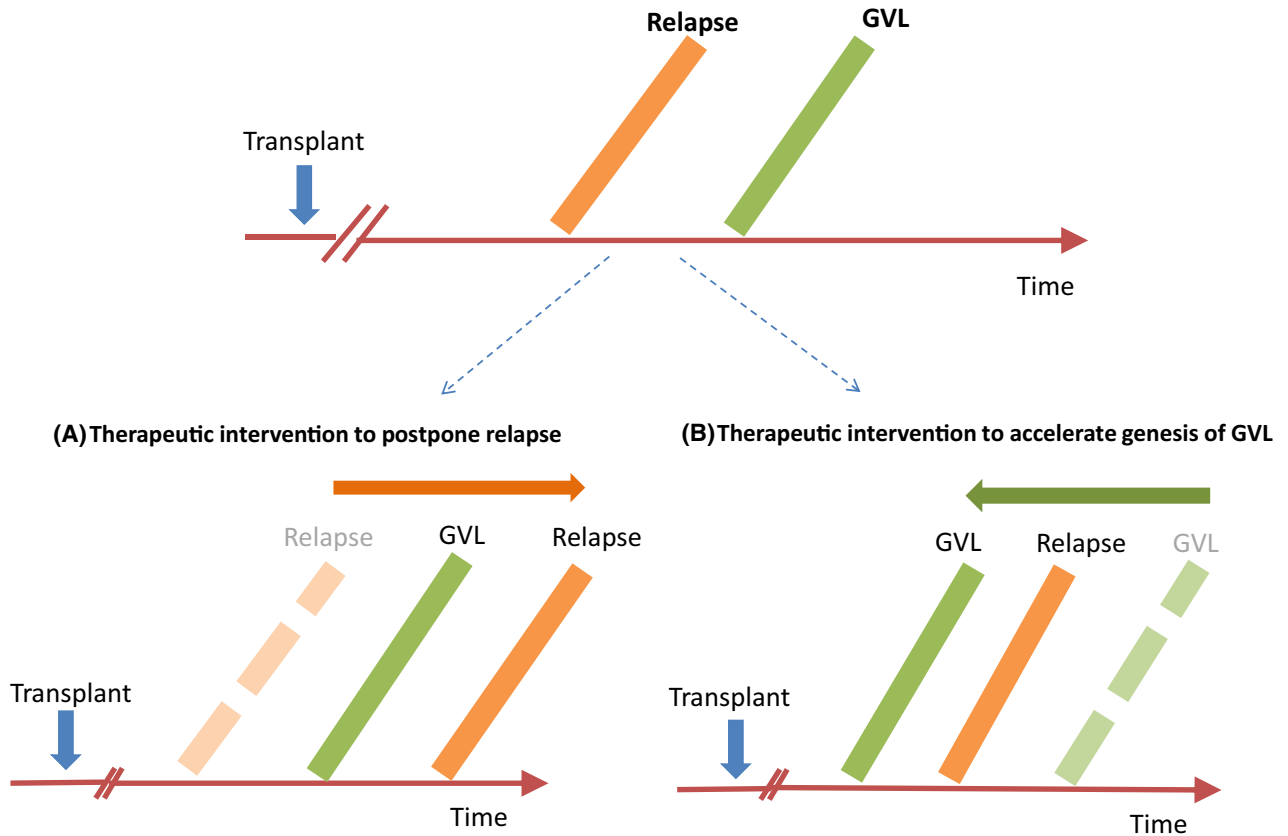 Relapse
GVL
Transplant
Time
(A) Therapeutic intervention to postpone relapse
Relapse
GVL
Relapse
Transplant
Time
(B) Therapeutic intervention to accelerate genesis of GVL
GVL
Relapse
GVL
Transplant
Time